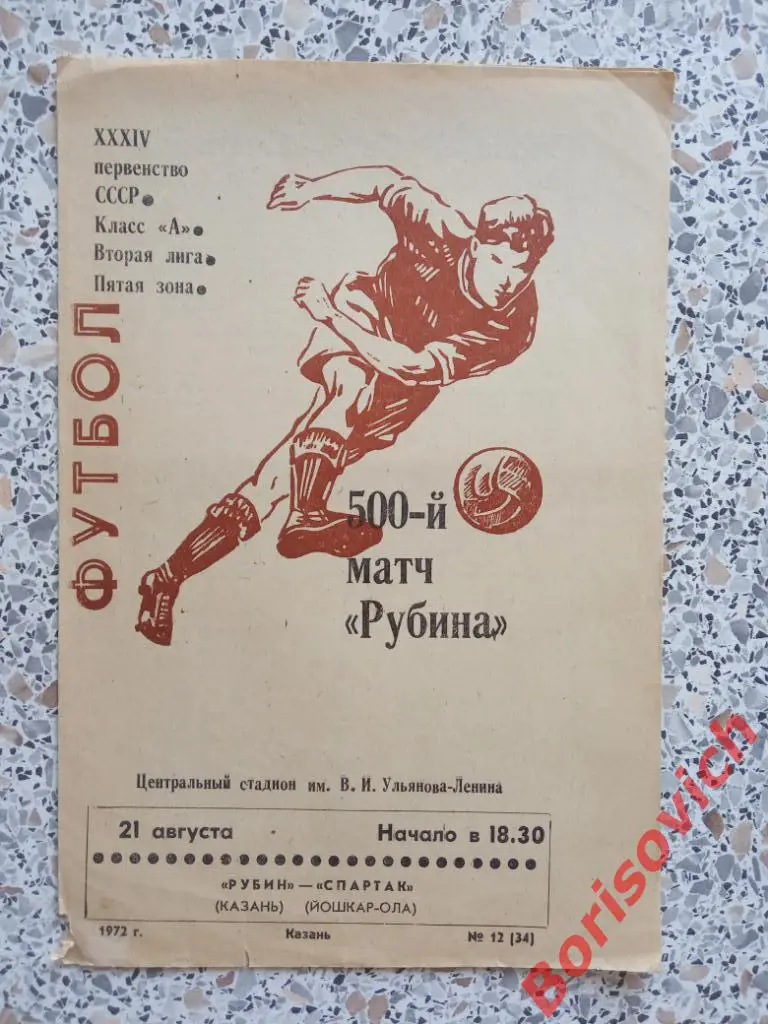 XXXIV
первенство
СССР
Класс «А»
Вторая лига
Пятая зона
ФУТБОЛ
500-й
матч
«Рубина»
Центральный стадион им. В. И. Ульянова-Ленина
21 августа Начало в 18.30
«РУБИН» — «СПАРТАК»
(КАЗАНЬ) (ЙОШКАР-ОЛА)
1972 г. Казань № 12 (34)
Borisovich